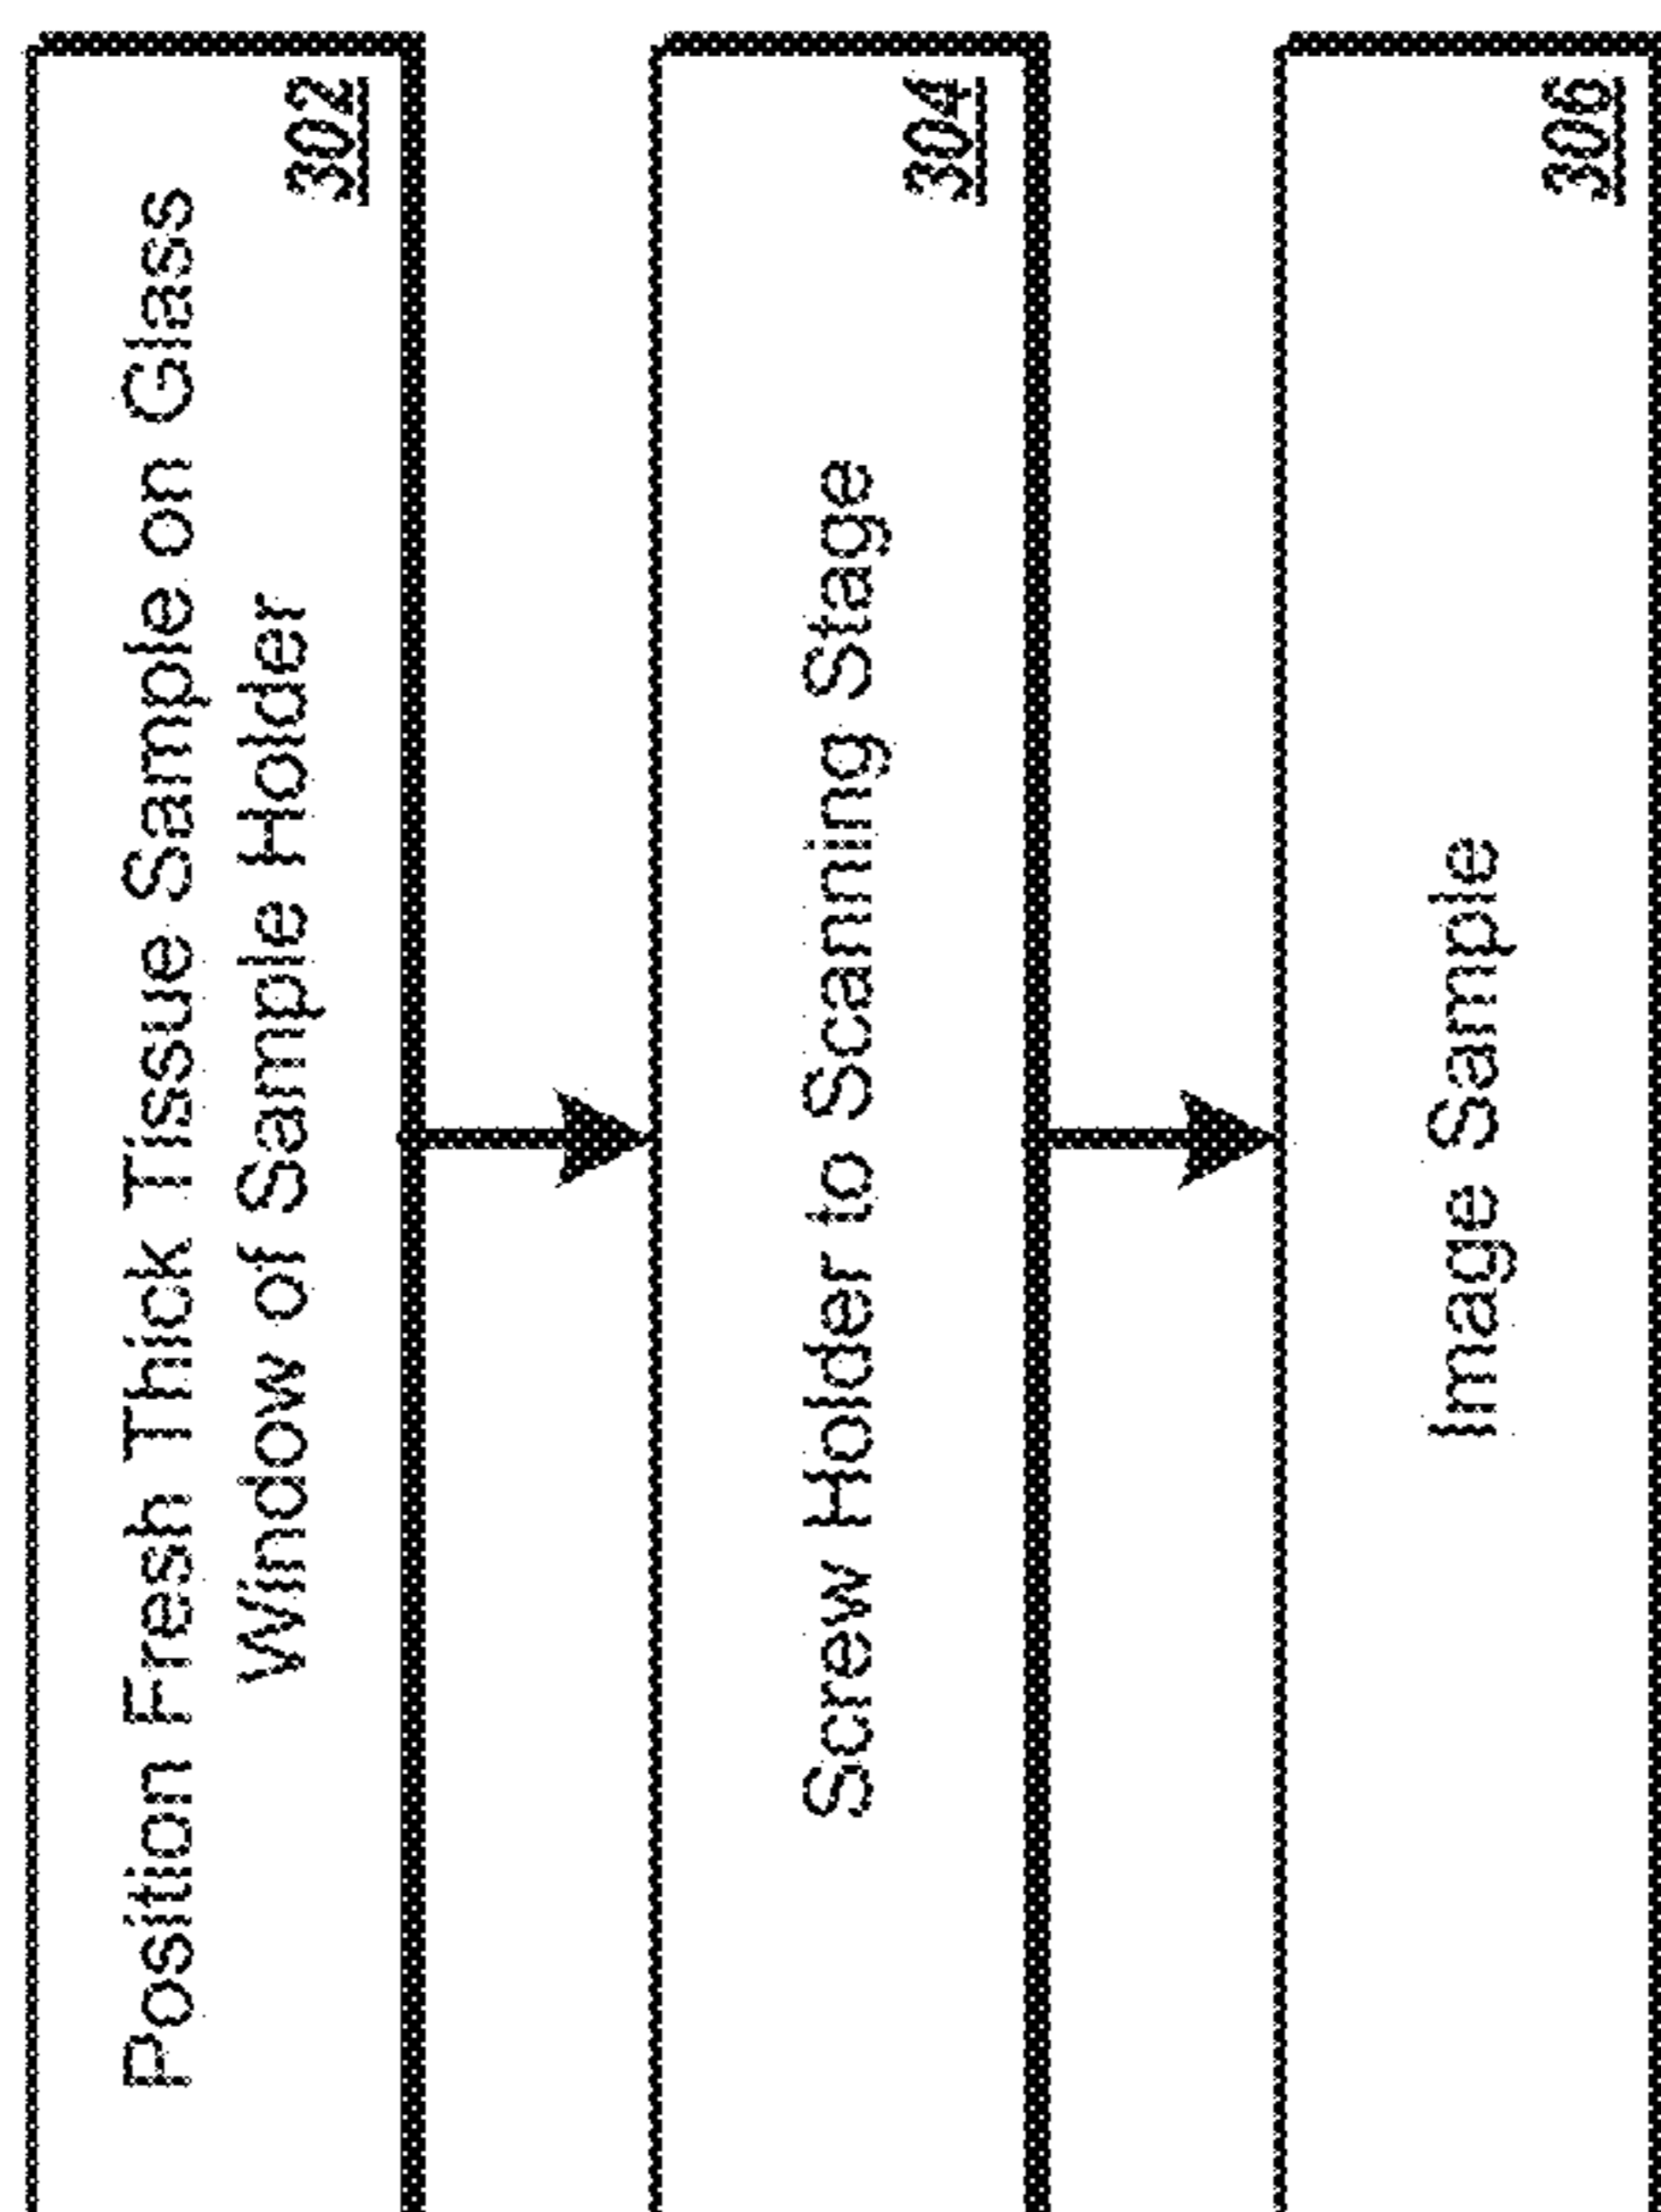 Position Fresh Thick Tissue Sample on Glass
Window of Sample Holder
302
Screw Holder to Scanning Stage
304
Image Sample
306